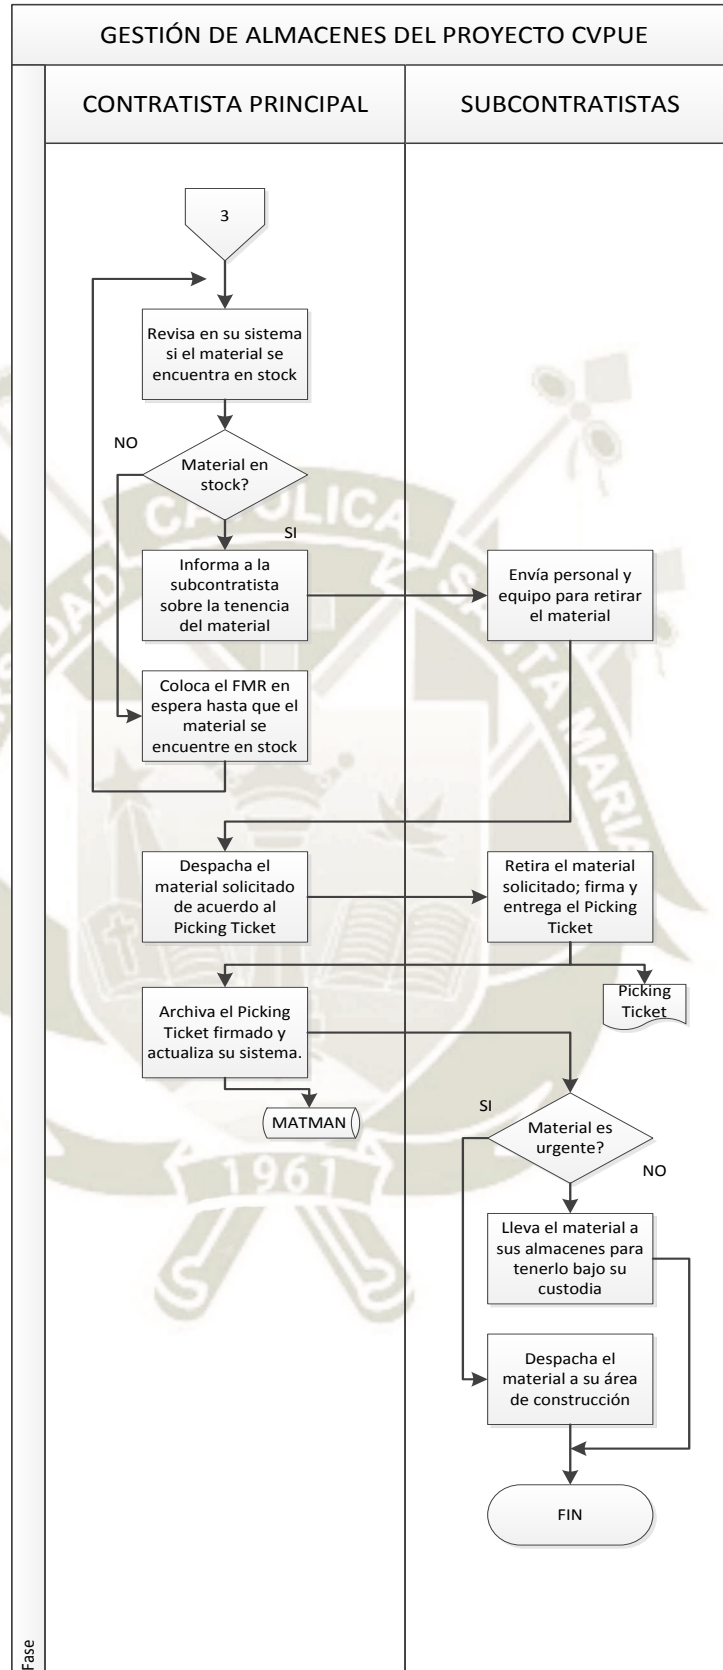 GESTIÓN DE ALMACENES DEL PROYECTO CVPUE
CONTRATISTA PRINCIPAL
SUBCONTRATISTAS
3
Revisa en su sistema
si el material se
encuentra en stock
NO
Material en
stock?
SI
Informa a la
subcontratista
sobre la tenencia
del material
Envía personal y
equipo para retirar
el material
Coloca el FMR en
espera hasta que el
material se
encuentre en stock
Despacha el
material solicitado
de acuerdo al
Picking Ticket
Retira el material
solicitado; firma y
entrega el Picking
Ticket
Picking
Ticket
Archiva el Picking
Ticket firmado y
actualiza su sistema.
MATMAN
SI
Material es
urgente?
NO
Lleva el material a
sus almacenes para
tenerlo bajo su
custodia
Despacha el
material a su área
de construcción
FIN
Fase
CATOLICA
SANTA MARIA
1961